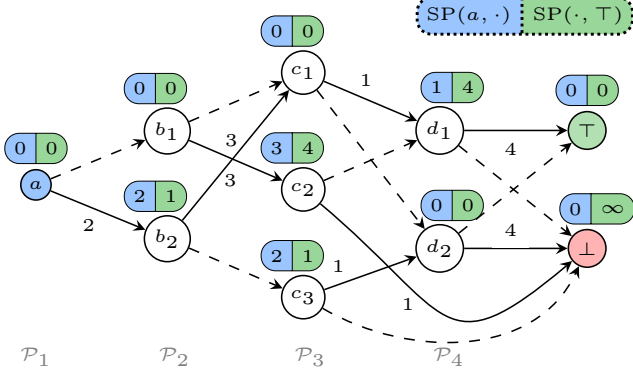 SP(a, ·) SP(·, ⊤)
0 0
c₁
1
0 0
1 4
0 0
b₁
3
d₁
4
⊤
0 0
3 4
a
3
c₂
2 1
0 0
0 ∞
2
b₂
d₂
4
⊥
2 1
1
c₃
1
𝒫₁ 𝒫₂ 𝒫₃ 𝒫₄